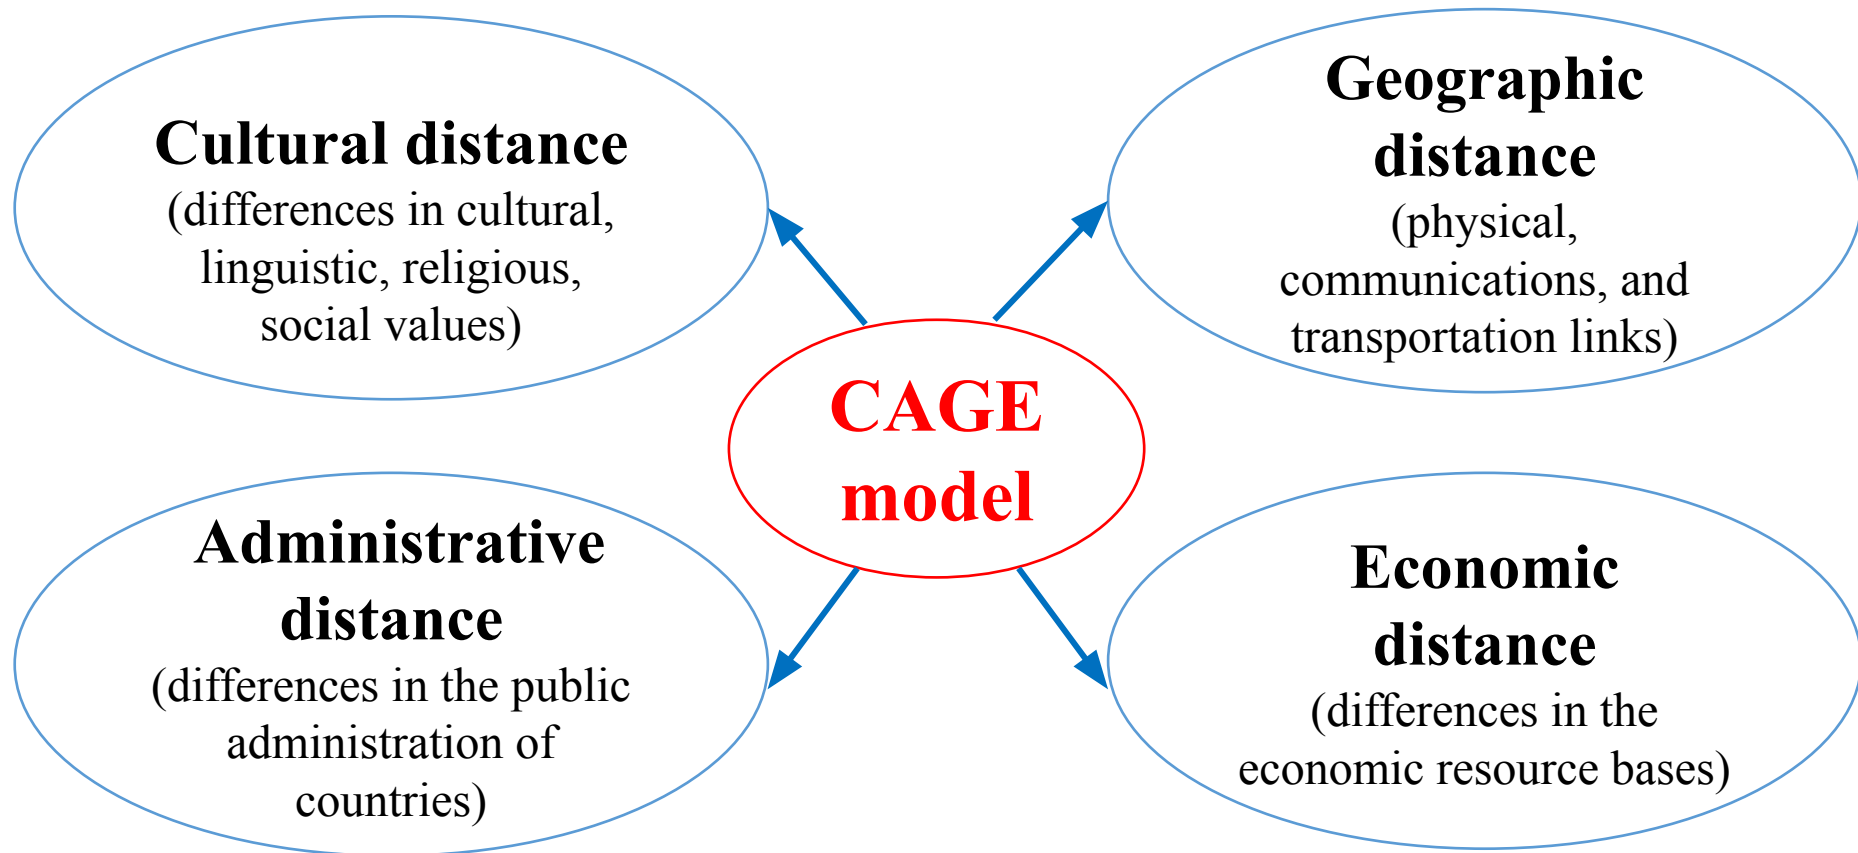 Cultural distance
(differences in cultural,
linguistic, religious,
social values)
Geographic
distance
(physical,
communications, and
transportation links)
CAGE
model
Administrative
distance
(differences in the public
administration of
countries)
Economic
distance
(differences in the
economic resource bases)